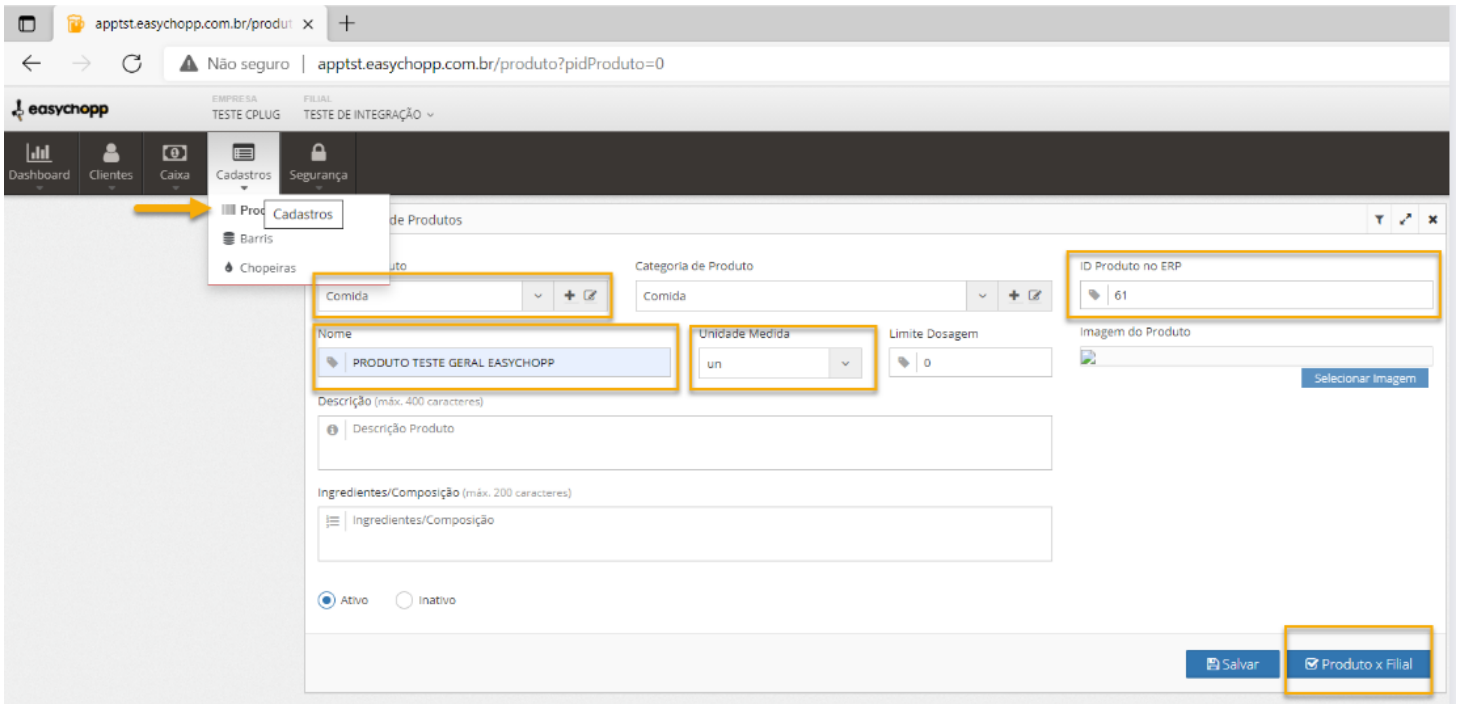 apptst.easychopp.com.br/produt
Não seguro | apptst.easychopp.com.br/produto?pidProduto=0
easychopp
EMPRESA FILIAL
TESTE CPLUG TESTE DE INTEGRAÇÃO
Dashboard Clientes Caixa Cadastros Segurança
Cadastros
de Produtos
Barris
Chopeiras
Categoria de Produto ID Produto no ERP
Comida Comida 61
Nome Unidade Medida Limite Dosagem Imagem do Produto
PRODUTO TESTE GERAL EASYCHOPP un 0
Selecionar Imagem
Descrição (máx. 400 caracteres)
Descrição Produto
Ingredientes/Composição (máx. 200 caracteres)
Ingredientes/Composição
Ativo Inativo
Salvar Produto x Filial